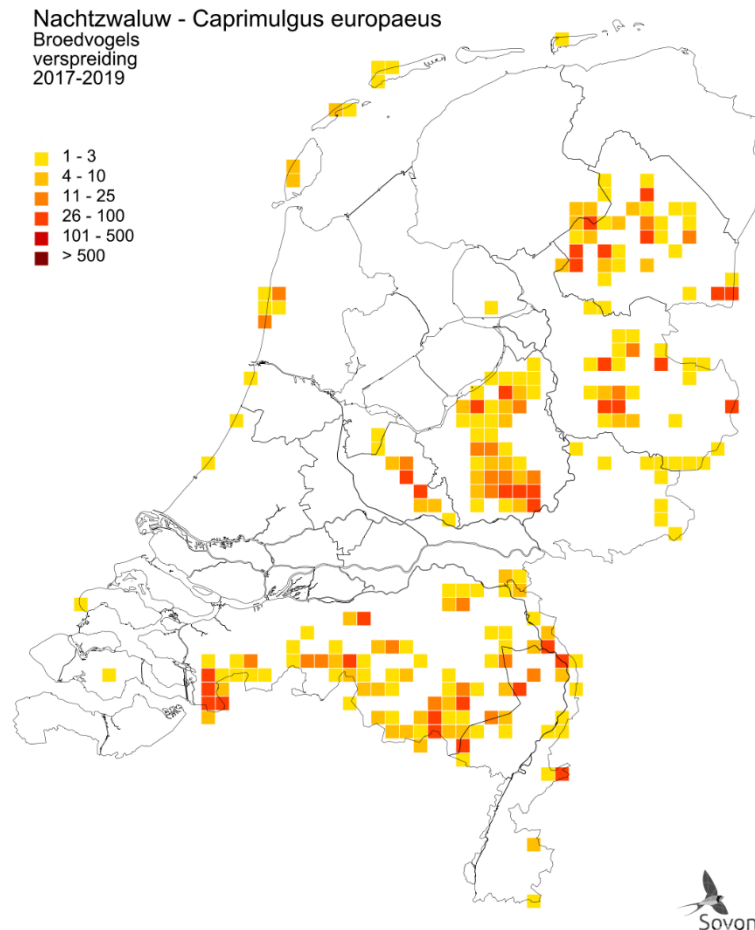 Nachtzwaluw - Caprimulgus europaeus
Broedvogels
verspreiding
2017-2019
1 - 3
4 - 10
11 - 25
26 - 100
101 - 500
> 500
Sovon